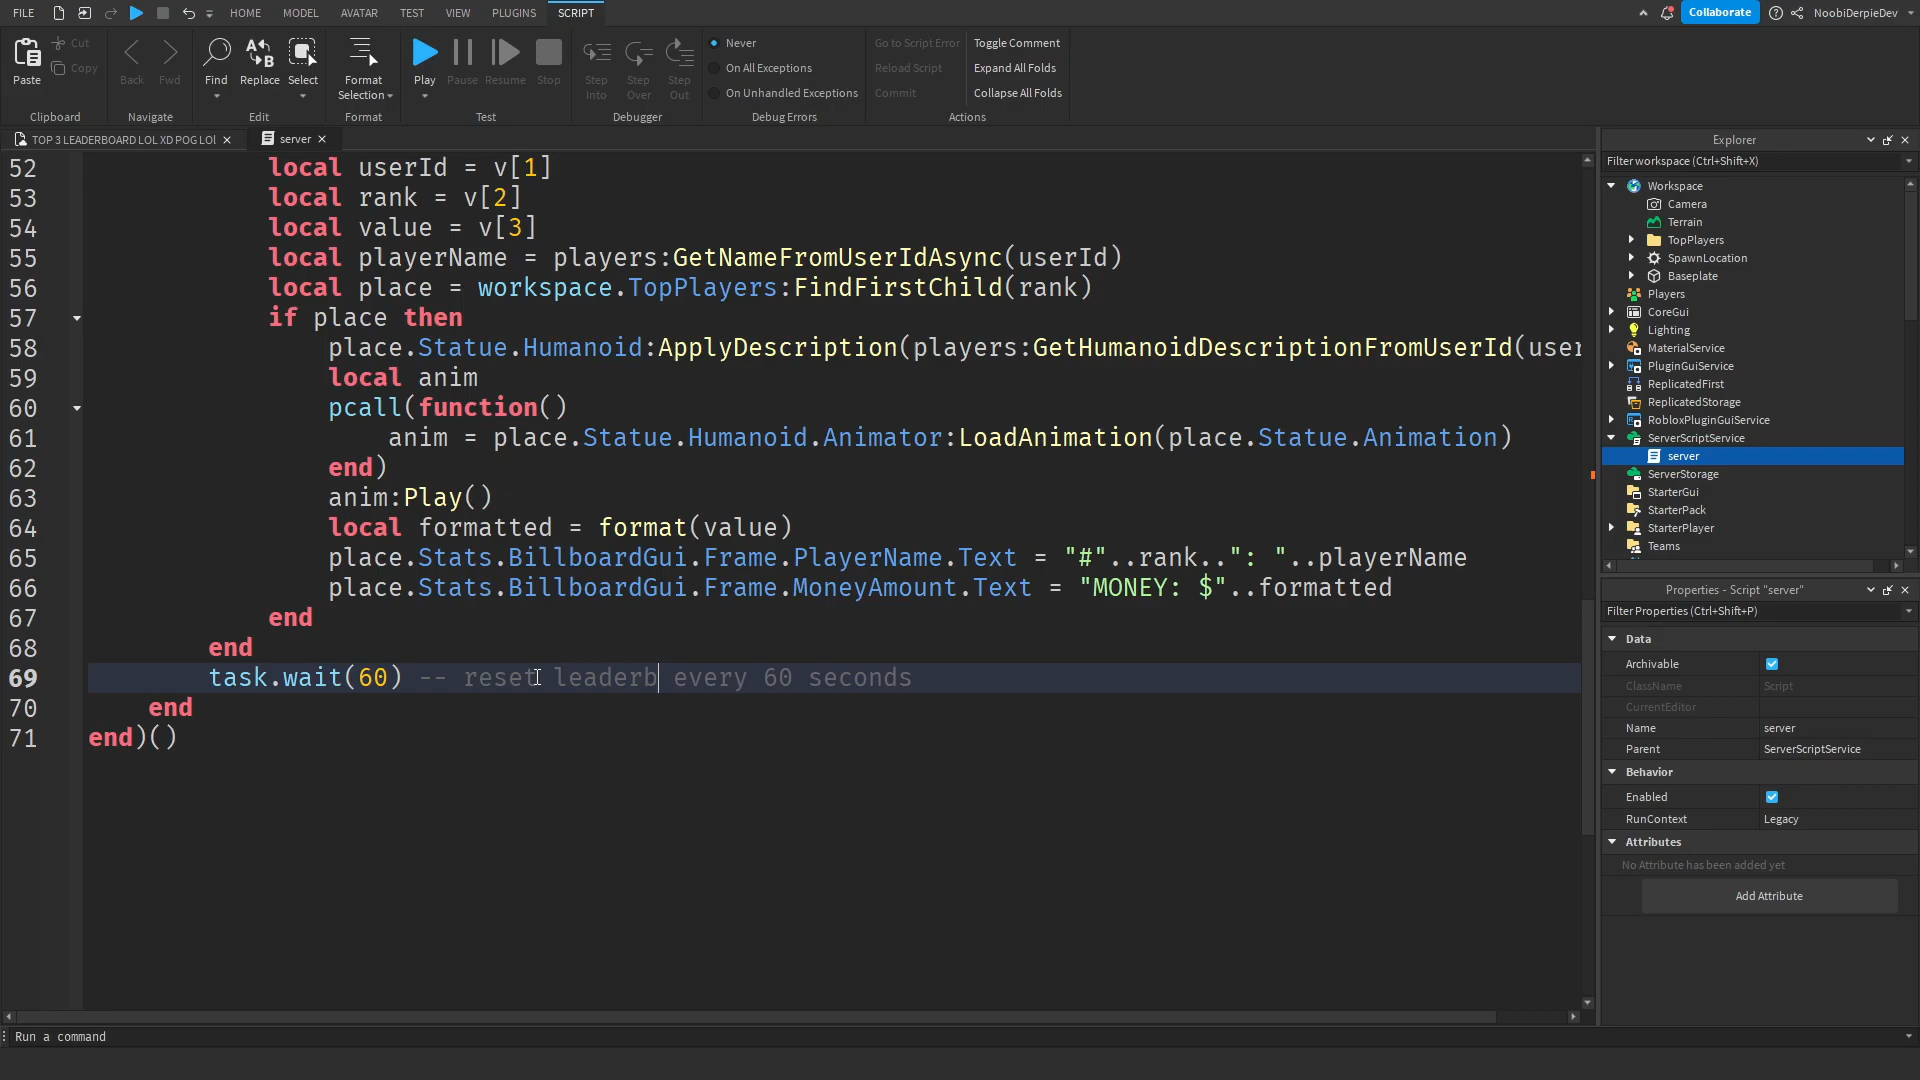 FILE HOME MODEL AVATAR TEST VIEW PLUGINS SCRIPT Collaborate NoobiDerpieDev
Paste Cut Copy
Back Fwd
Find Replace Select
Format Selection
Play Pause Resume Stop
Step Into Step Over Step Out
Never
On All Exceptions
On Unhandled Exceptions
Go to Script Error
Reload Script
Commit
Toggle Comment
Expand All Folds
Collapse All Folds
Clipboard Navigate Edit Format Test Debugger Debug Errors Actions
TOP 3 LEADERBOARD LOL XD POG LOl server
52 local userId = v[1]
53 local rank = v[2]
54 local value = v[3]
55 local playerName = players:GetNameFromUserIdAsync(userId)
56 local place = workspace.TopPlayers:FindFirstChild(rank)
57 if place then
58 place.Statue.Humanoid:ApplyDescription(players:GetHumanoidDescriptionFromUserId(user
59 local anim
60 pcall(function()
61 anim = place.Statue.Humanoid.Animator:LoadAnimation(place.Statue.Animation)
62 end)
63 anim:Play()
64 local formatted = format(value)
65 place.Stats.BillboardGui.Frame.PlayerName.Text = "#"..rank..": "..playerName
66 place.Stats.BillboardGui.Frame.MoneyAmount.Text = "MONEY: $"..formatted
67 end
68 end
69 task.wait(60) -- reset leaderb every 60 seconds
70 end
71 end)()
Run a command
Explorer
Filter workspace (Ctrl+Shift+X)
Workspace
Camera
Terrain
TopPlayers
SpawnLocation
Baseplate
Players
CoreGui
Lighting
MaterialService
PluginGuiService
ReplicatedFirst
ReplicatedStorage
RobloxPluginGuiService
ServerScriptService
server
ServerStorage
StarterGui
StarterPack
StarterPlayer
Teams
Properties - Script "server"
Filter Properties (Ctrl+Shift+P)
Data
Archivable
ClassName Script
CurrentEditor
Name server
Parent ServerScriptService
Behavior
Enabled
RunContext Legacy
Attributes
No Attribute has been added yet
Add Attribute